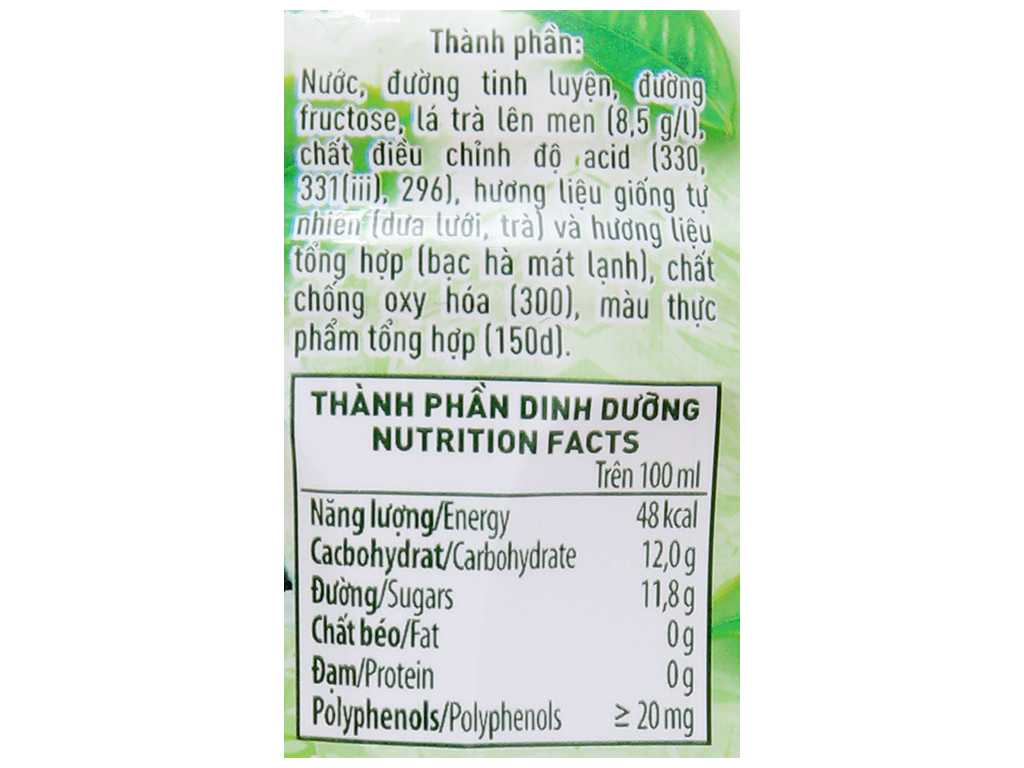 Thành phần:
Nước, đường tinh luyện, đường
fructose, lá trà lên men (8,5 g/l),
chất điều chỉnh độ acid (330,
331(iii), 296), hương liệu giống tự
nhiên (dưa lưới, trà) và hương liệu
tổng hợp (bạc hà mát lạnh), chất
chống oxy hóa (300), màu thực
phẩm tổng hợp (150d).
THÀNH PHẦN DINH DƯỠNG
NUTRITION FACTS
Trên 100 ml
Năng lượng/Energy 48 kcal
Cacbohydrat/Carbohydrate 12,0 g
Đường/Sugars 11,8 g
Chất béo/Fat 0 g
Đạm/Protein 0 g
Polyphenols/Polyphenols ≥ 20 mg